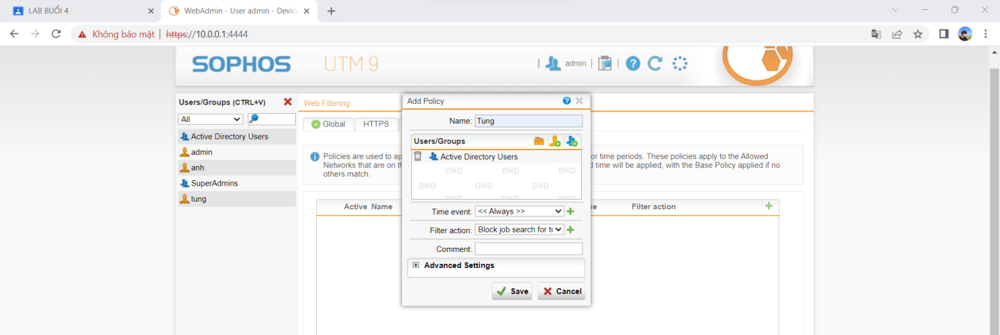 LAB BUỔI 4
WebAdmin - User admin - Device
Không bảo mật | https://10.0.0.1:4444
SOPHOS UTM 9
| admin | | ?
Users/Groups (CTRL+V)
All
Active Directory Users
admin
anh
SuperAdmins
tung
Web Filtering
Global HTTPS
Policies are used to ap
or time periods. These policies apply to the Allowed
Networks that are on th
d time will be applied, with the Base Policy applied if no
others match.
Active Name
Filter action
Add Policy
Name: Tung
Users/Groups
Active Directory Users
DND DND DND
DND DND DND
DND DND DND
Time event: << Always >>
Filter action: Block job search for tu
Comment:
Advanced Settings
Save Cancel